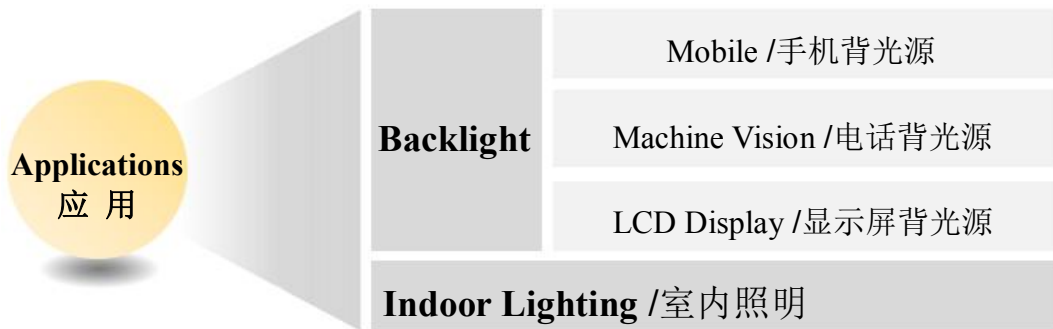 Applications
应 用
Backlight
Mobile /手机背光源
Machine Vision /电话背光源
LCD Display /显示屏背光源
Indoor Lighting /室内照明